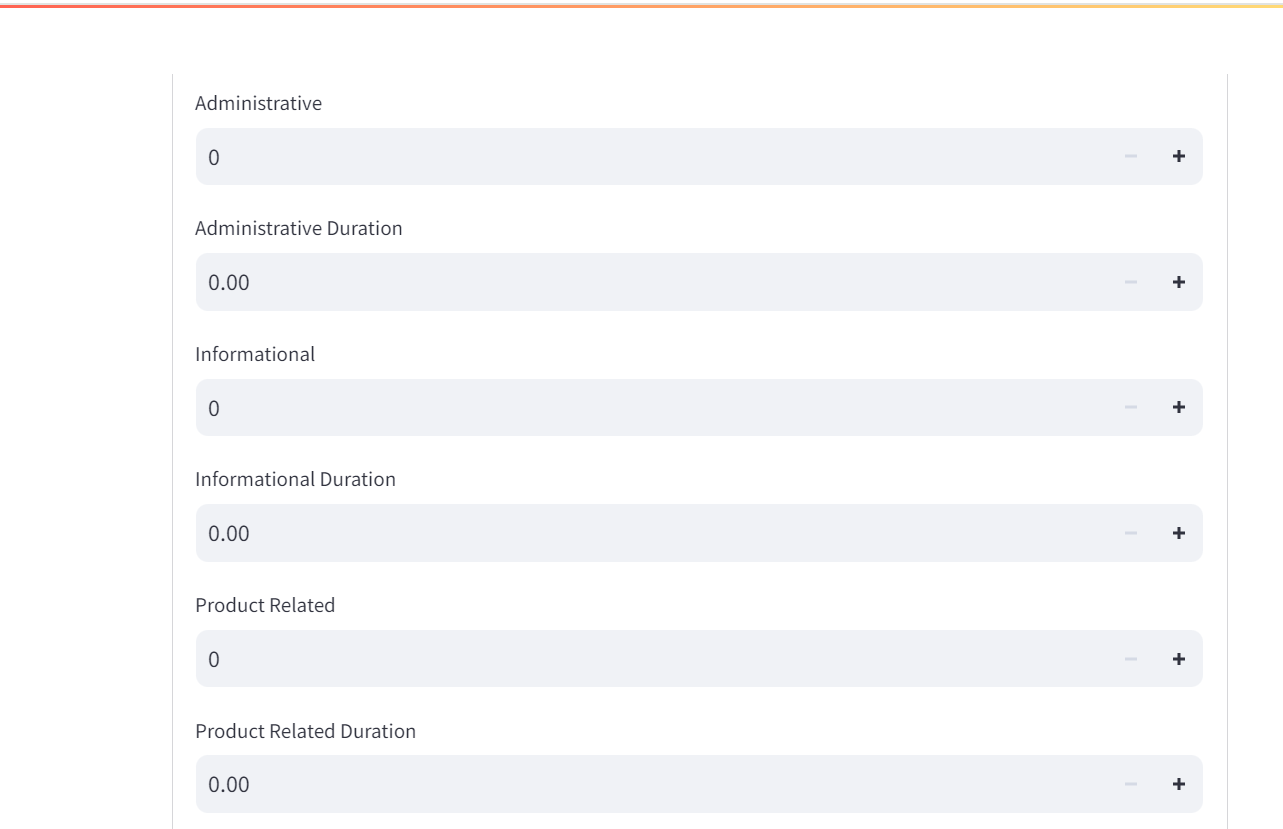 Administrative
0
Administrative Duration
0.00
Informational
0
Informational Duration
0.00
Product Related
0
Product Related Duration
0.00